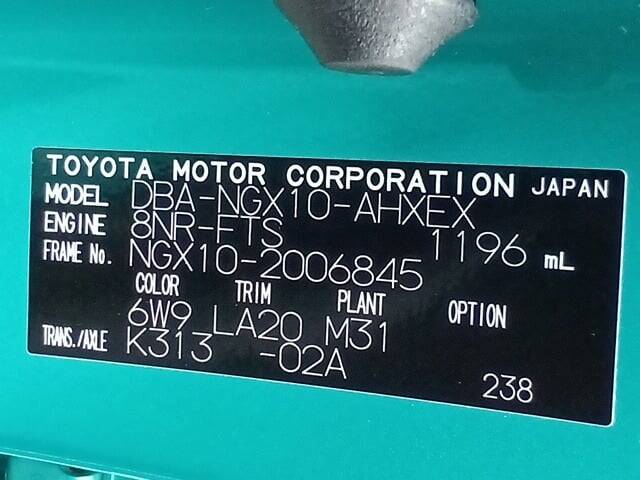 TOYOTA MOTOR CORPORATION JAPAN
MODEL DBA-NGX10-AHXEX
ENGINE 8NR-FTS 1196 mL
FRAME No. NGX10-2006845
COLOR TRIM PLANT OPTION
6W9 LA20 M31
TRANS./AXLE K313 -02A
238